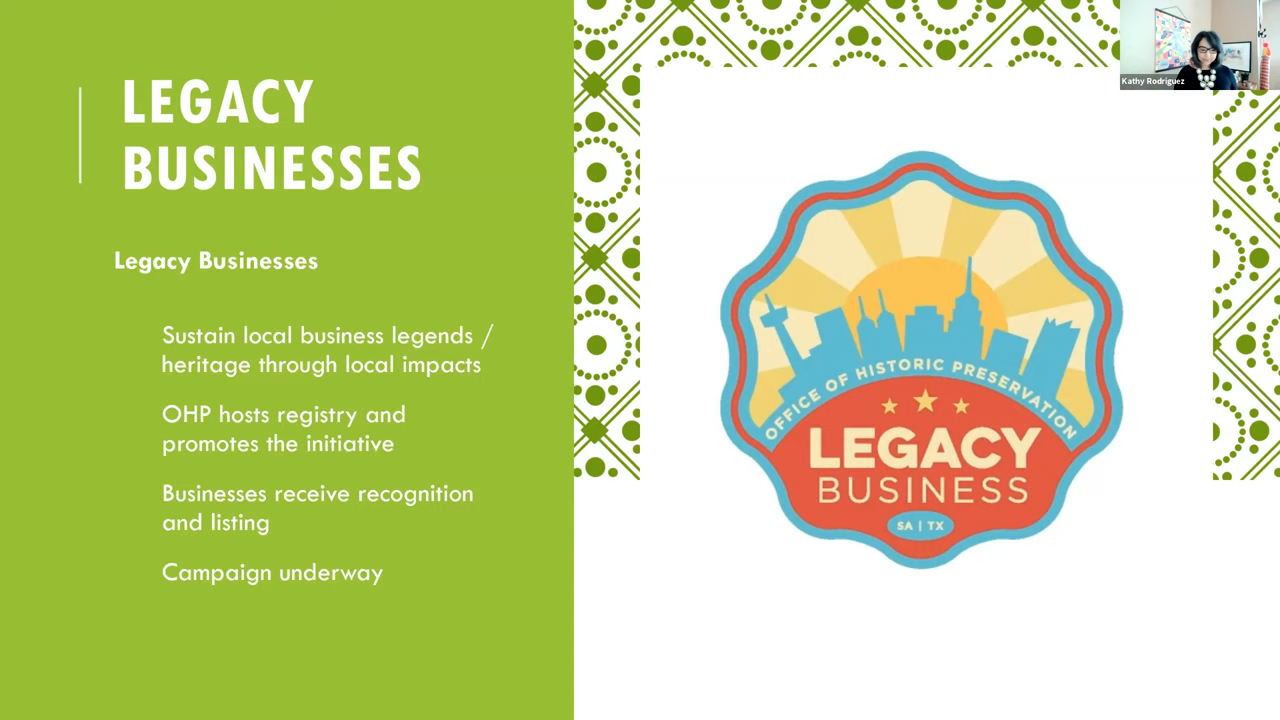 LEGACY
BUSINESSES
Legacy Businesses
Sustain local business legends /
heritage through local impacts
OHP hosts registry and
promotes the initiative
Businesses receive recognition
and listing
Campaign underway
OFFICE OF HISTORIC PRESERVATION
LEGACY
BUSINESS
SA | TX
Kathy Rodriguez